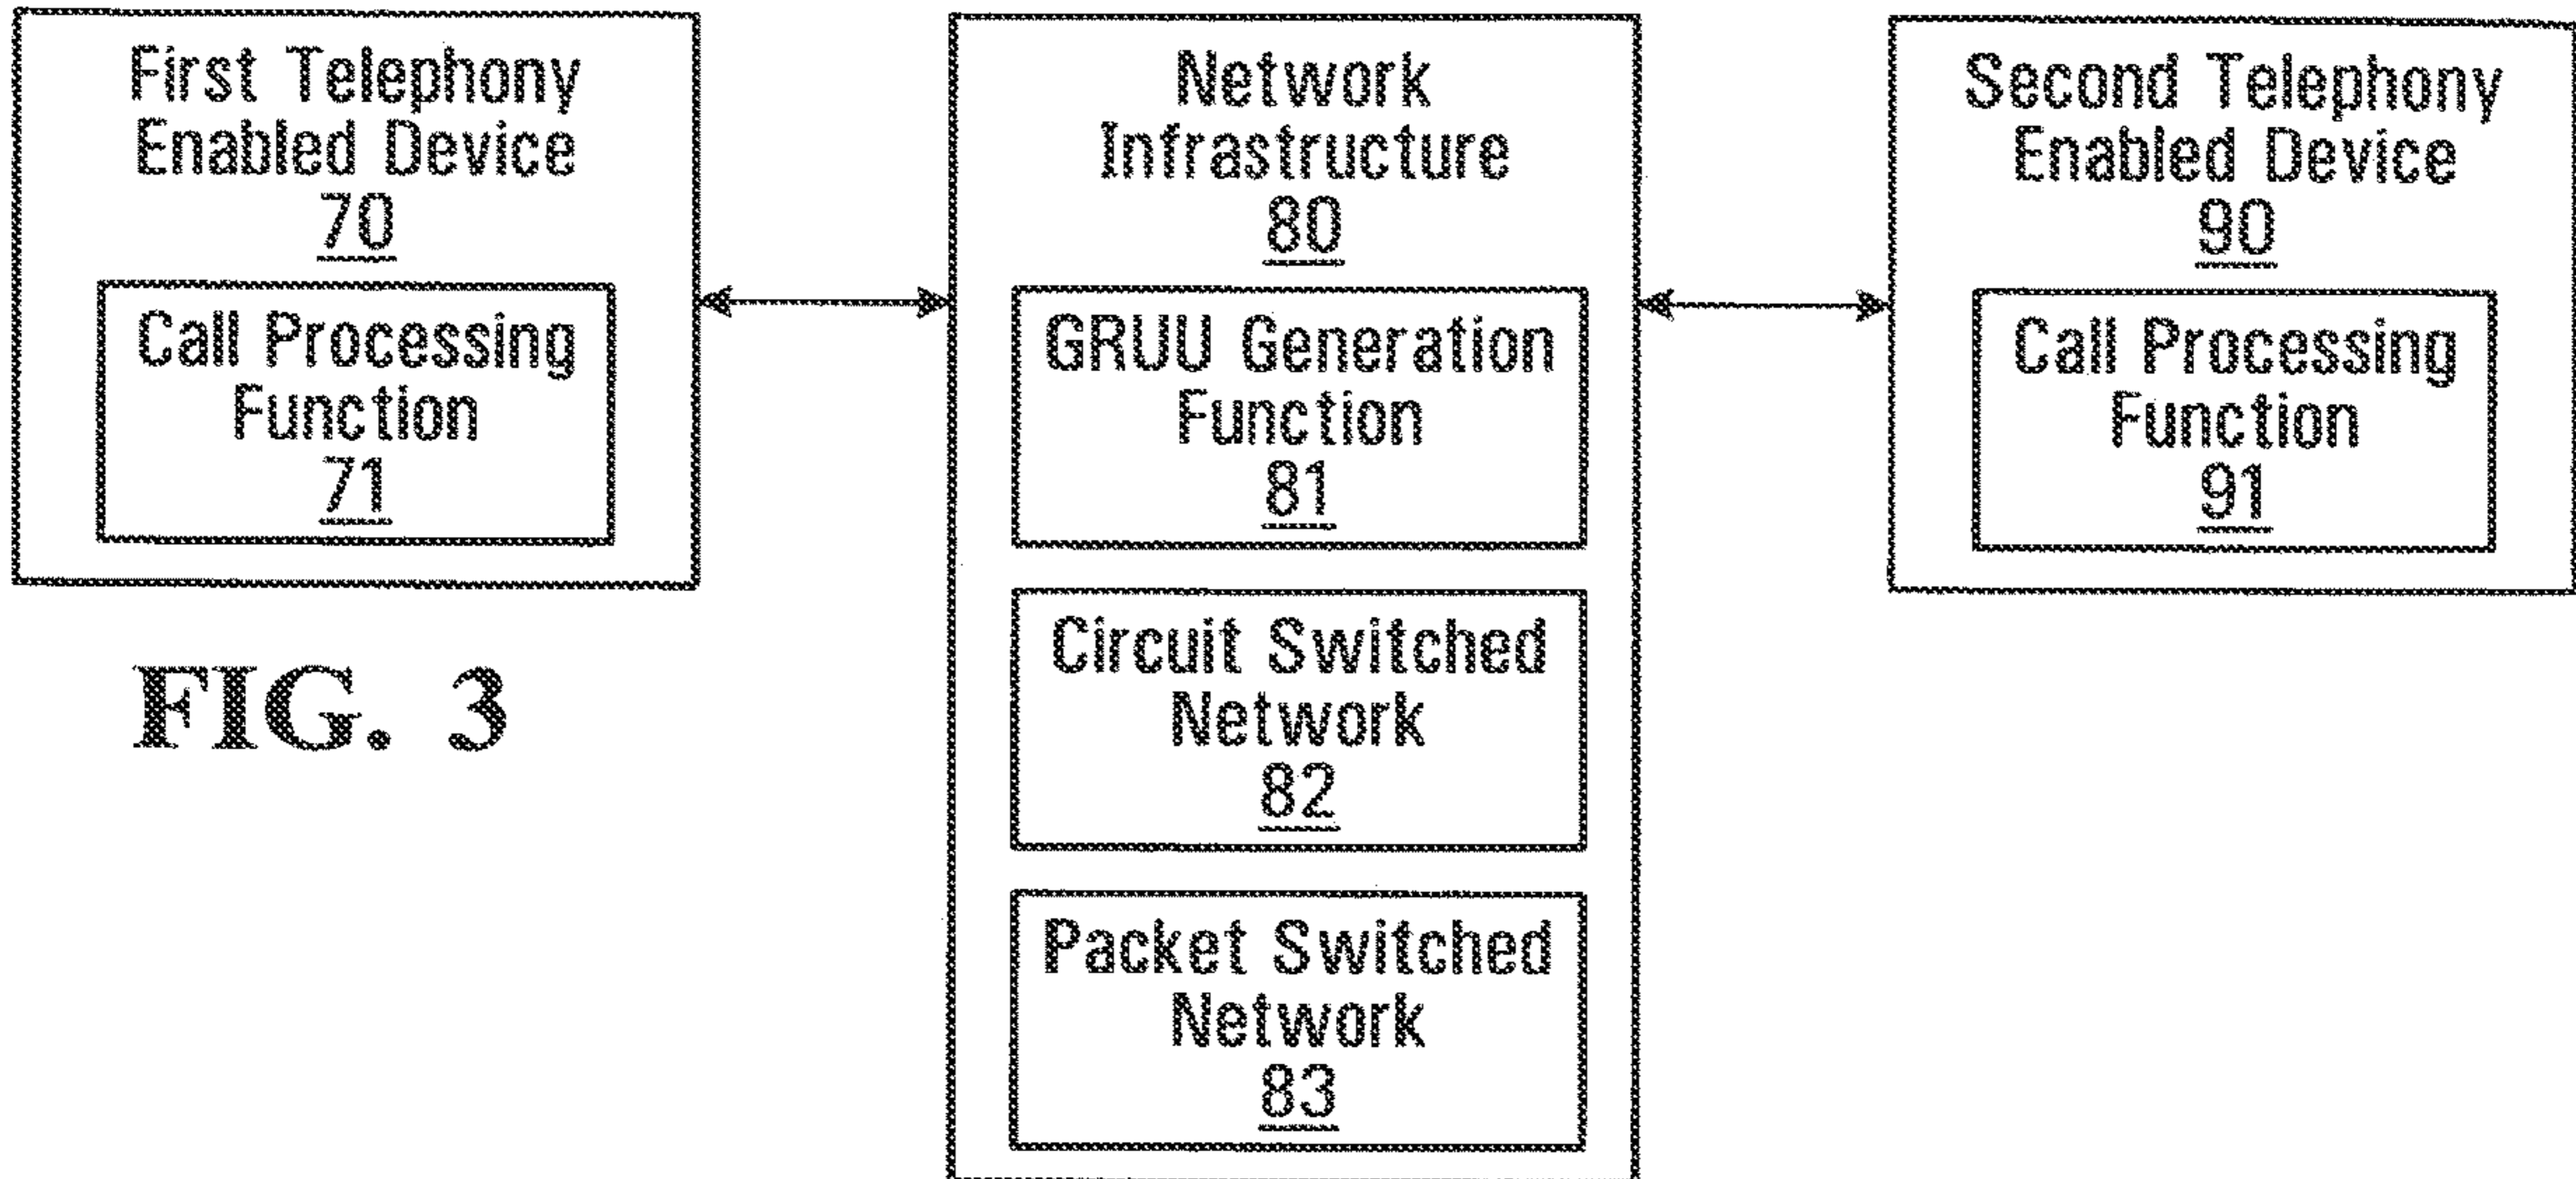 First Telephony
Enabled Device
70
Call Processing
Function
71
Network
Infrastructure
80
GRUU Generation
Function
81
Circuit Switched
Network
82
Packet Switched
Network
83
Second Telephony
Enabled Device
90
Call Processing
Function
91
FIG. 3